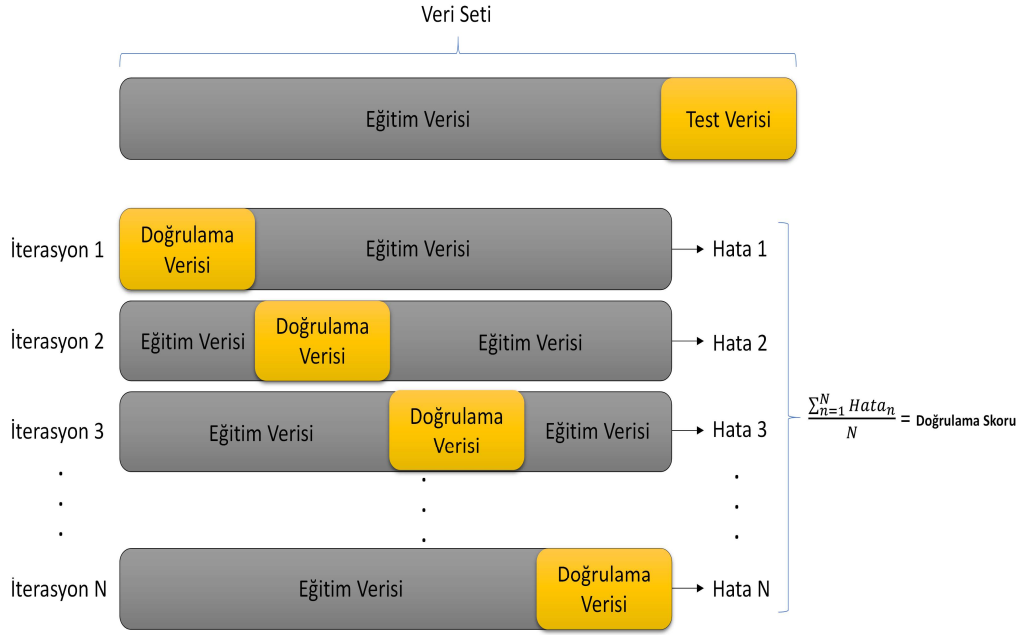 Veri Seti
Eğitim Verisi
Test Verisi
İterasyon 1
Doğrulama
Verisi
Eğitim Verisi
Hata 1
İterasyon 2
Eğitim Verisi
Doğrulama
Verisi
Eğitim Verisi
Hata 2
İterasyon 3
Eğitim Verisi
Doğrulama
Verisi
Eğitim Verisi
Hata 3
İterasyon N
Eğitim Verisi
Doğrulama
Verisi
Hata N
∑ᴺₙ₌₁ Hataₙ
N
= Doğrulama Skoru